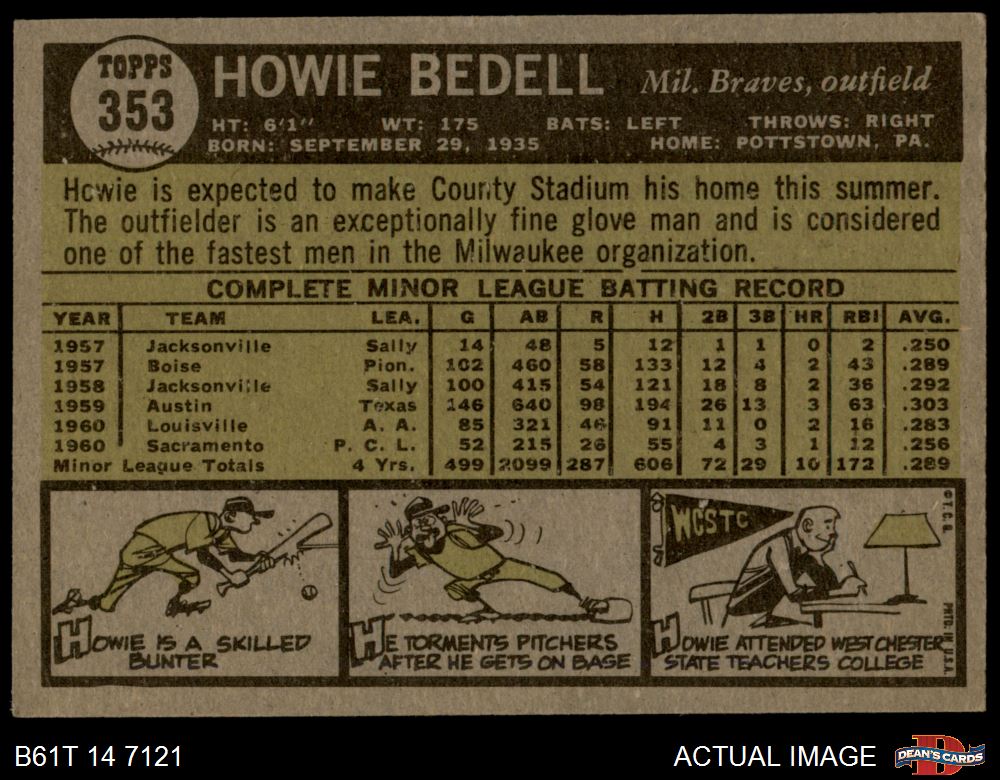 TOPPS
353
HOWIE BEDELL Mil. Braves, outfield
HT: 6'1" WT: 175 BATS: LEFT THROWS: RIGHT
BORN: SEPTEMBER 29, 1935 HOME: POTTSTOWN, PA.
Howie is expected to make County Stadium his home this summer.
The outfielder is an exceptionally fine glove man and is considered
one of the fastest men in the Milwaukee organization.
COMPLETE MINOR LEAGUE BATTING RECORD
YEAR TEAM LEA. G AB R H 2B 3B HR RBI AVG.
1957 Jacksonville Sally 14 48 5 12 1 1 0 2 .250
1957 Boise Pion. 102 460 58 133 12 4 2 43 .289
1958 Jacksonville Sally 100 415 54 121 18 8 2 36 .292
1959 Austin Texas 146 640 98 194 26 13 3 63 .303
1960 Louisville A. A. 85 321 46 91 11 0 2 16 .283
1960 Sacramento P. C. L. 52 215 26 55 4 3 1 12 .256
Minor League Totals 4 Yrs. 499 2099 287 606 72 29 10 172 .289
WCSTC
© T. C. G.
PRTD. IN U.S.A.
HOWIE IS A SKILLED
BUNTER
HE TORMENTS PITCHERS
AFTER HE GETS ON BASE
HOWIE ATTENDED WEST CHESTER
STATE TEACHERS COLLEGE
B61T 14 7121 ACTUAL IMAGE
DEAN'S CARDS